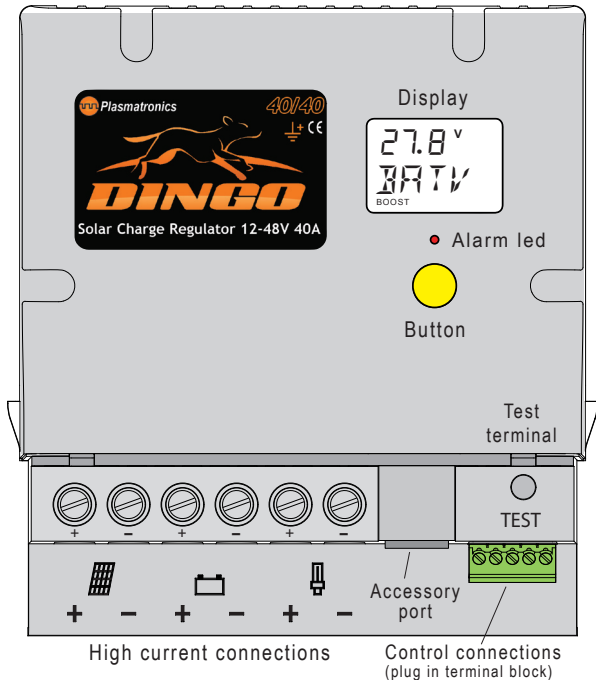 Plasmatronics
40/40
+ CE
DINGO
Solar Charge Regulator 12-48V 40A
Display
27.8 v
BATV
BOOST
Alarm led
Button
Test
terminal
+ − + − + −
TEST
+ − + − + −
Accessory
port
High current connections
Control connections
(plug in terminal block)